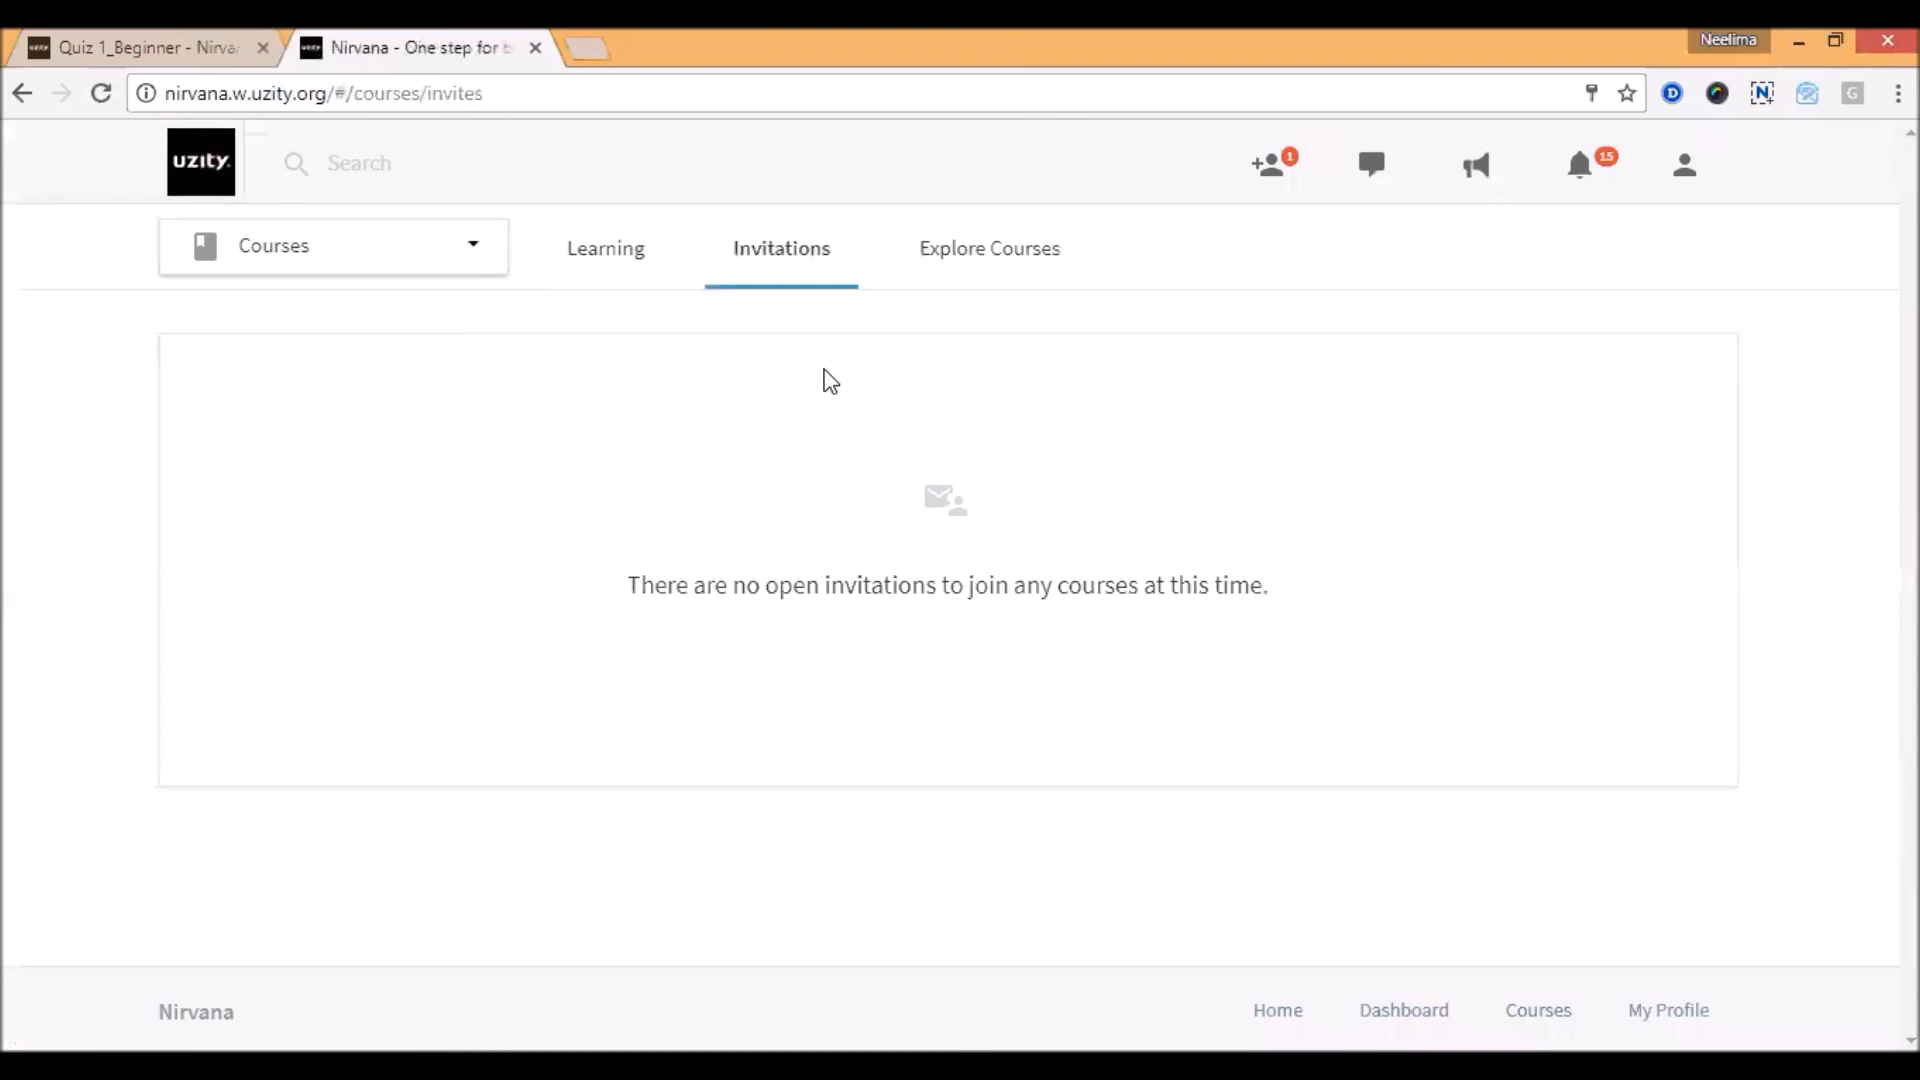 Quiz 1_Beginner - Nirva
Nirvana - One step for b
Neelima
nirvana.w.uzity.org/#/courses/invites
D
N
G
uzity.
Search
1
15
Courses
Learning
Invitations
Explore Courses
There are no open invitations to join any courses at this time.
Nirvana
Home
Dashboard
Courses
My Profile